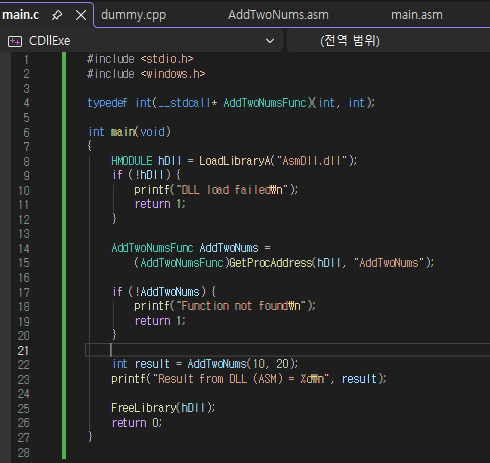 main.c dummy.cpp AddTwoNums.asm main.asm
CDllExe (전역 범위)
1 #include <stdio.h>
2 #include <windows.h>
3
4 typedef int(__stdcall* AddTwoNumsFunc)(int, int);
5
6 int main(void)
7 {
8 HMODULE hDll = LoadLibraryA("AsmDll.dll");
9 if (!hDll) {
10 printf("DLL load failed₩n");
11 return 1;
12 }
13
14 AddTwoNumsFunc AddTwoNums =
15 (AddTwoNumsFunc)GetProcAddress(hDll, "AddTwoNums");
16
17 if (!AddTwoNums) {
18 printf("Function not found₩n");
19 return 1;
20 }
21
22 int result = AddTwoNums(10, 20);
23 printf("Result from DLL (ASM) = %d₩n", result);
24
25 FreeLibrary(hDll);
26 return 0;
27 }
28